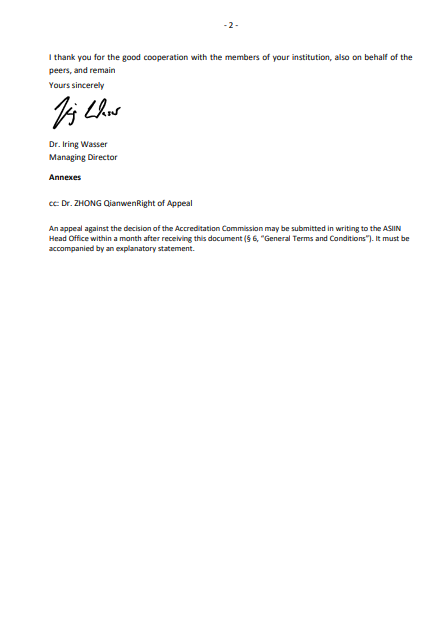 - 2 -
I thank you for the good cooperation with the members of your institution, also on behalf of the
peers, and remain
Yours sincerely
Dr. Iring Wasser
Managing Director
Annexes
cc: Dr. ZHONG QianwenRight of Appeal
An appeal against the decision of the Accreditation Commission may be submitted in writing to the ASIIN
Head Office within a month after receiving this document (§ 6, "General Terms and Conditions"). It must be
accompanied by an explanatory statement.